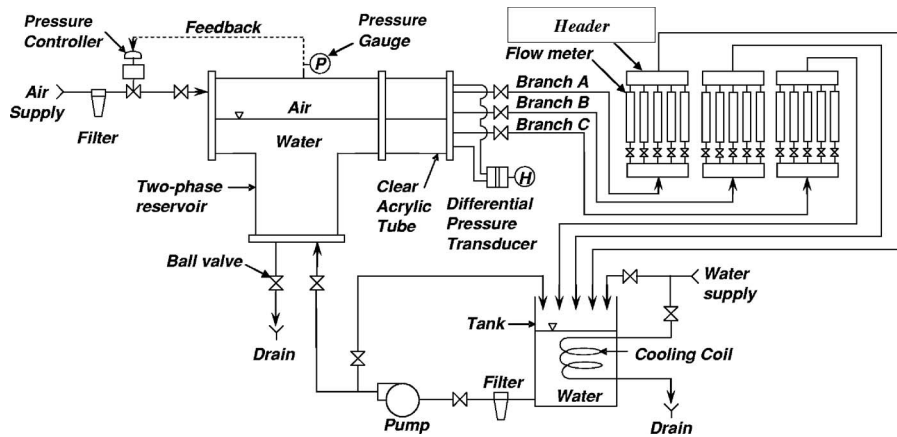 Pressure
Controller
Feedback
Pressure
Gauge
P
Header
Flow meter
Air
Supply
Filter
Air
Water
Branch A
Branch B
Branch C
Two-phase
reservoir
Clear
Acrylic
Tube
H
Differential
Pressure
Transducer
Ball valve
Drain
Water
supply
Tank
Cooling Coil
Filter
Water
Pump
Drain